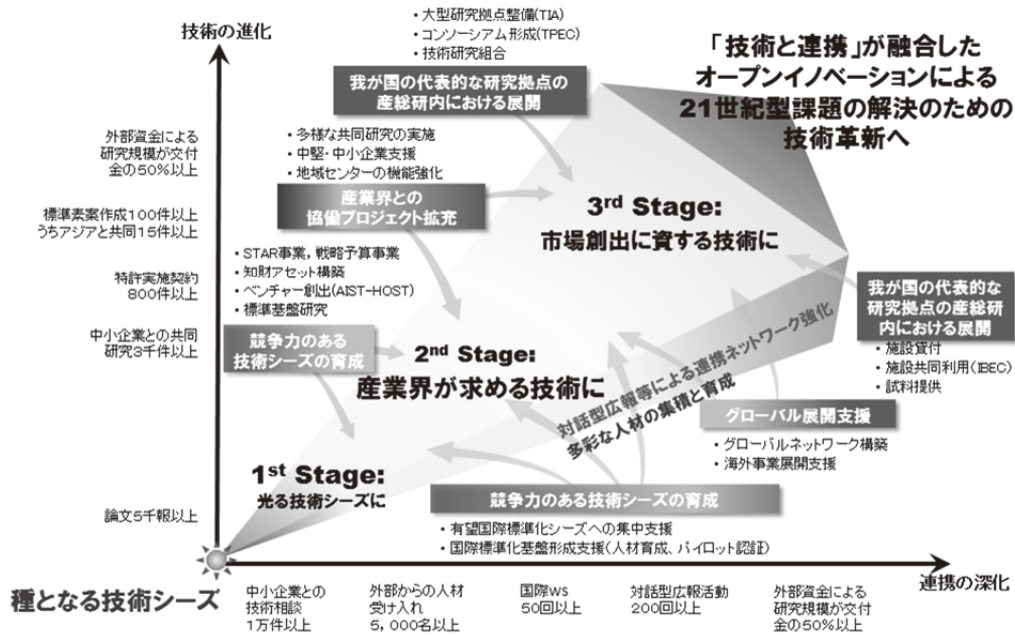 技術の進化
・大型研究拠点整備(TIA)
・コンソーシアム形成(TPEC)
・技術研究組合
我が国の代表的な研究拠点の
産総研内における展開
「技術と連携」が融合した
オープンイノベーションによる
21世紀型課題の解決のための
技術革新へ
外部資金による
研究規模が交付
金の50%以上
・多様な共同研究の実施
・中堅・中小企業支援
・地域センターの機能強化
産業界との
協働プロジェクト拡充
3rd Stage:
市場創出に資する技術に
標準素案作成100件以上
うちアジアと共同15件以上
・STAR事業，戦略予算事業
・知財アセット構築
・ベンチャー創出(AIST-HOST)
・標準基盤研究
特許実施契約
800件以上
我が国の代表的な
研究拠点の産総研
内における展開
・施設貸付
・施設共同利用(IBEC)
・試料提供
中小企業との共同
研究3千件以上
競争力のある
技術シーズの育成
2nd Stage:
産業界が求める技術に
対話型広報等による連携ネットワーク強化
多彩な人材の集積と育成
グローバル展開支援
・グローバルネットワーク構築
・海外事業展開支援
1st Stage:
光る技術シーズに
競争力のある技術シーズの育成
・有望国際標準化シーズへの集中支援
・国際標準化基盤形成支援(人材育成、パイロット認証)
論文5千報以上
種となる技術シーズ
連携の深化
中小企業との
技術相談
1万件以上
外部からの人材
受け入れ
5，000名以上
国際WS
50回以上
対話型広報活動
200回以上
外部資金による
研究規模が交付
金の50%以上